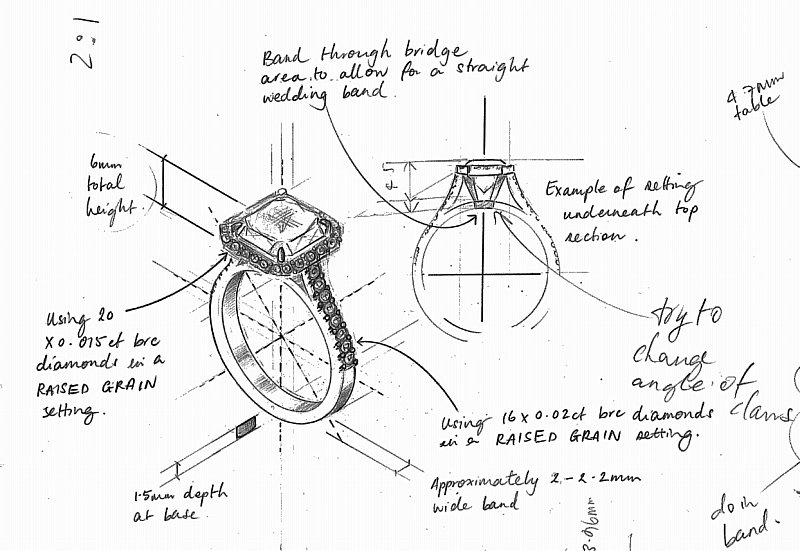 2:1
Band through bridge
area to allow for a straight
wedding band.
4.7mm
table
6mm
total
height
Example of setting
underneath top
section.
Using 20
x 0.015ct brc
diamonds in a
RAISED GRAIN
setting.
try to
change
angle of
claws
Using 16 x 0.02ct brc diamonds
in a RAISED GRAIN setting.
1.5mm depth
at base.
Approximately 2-2.2mm
wide band
3.96mm
do in
band.